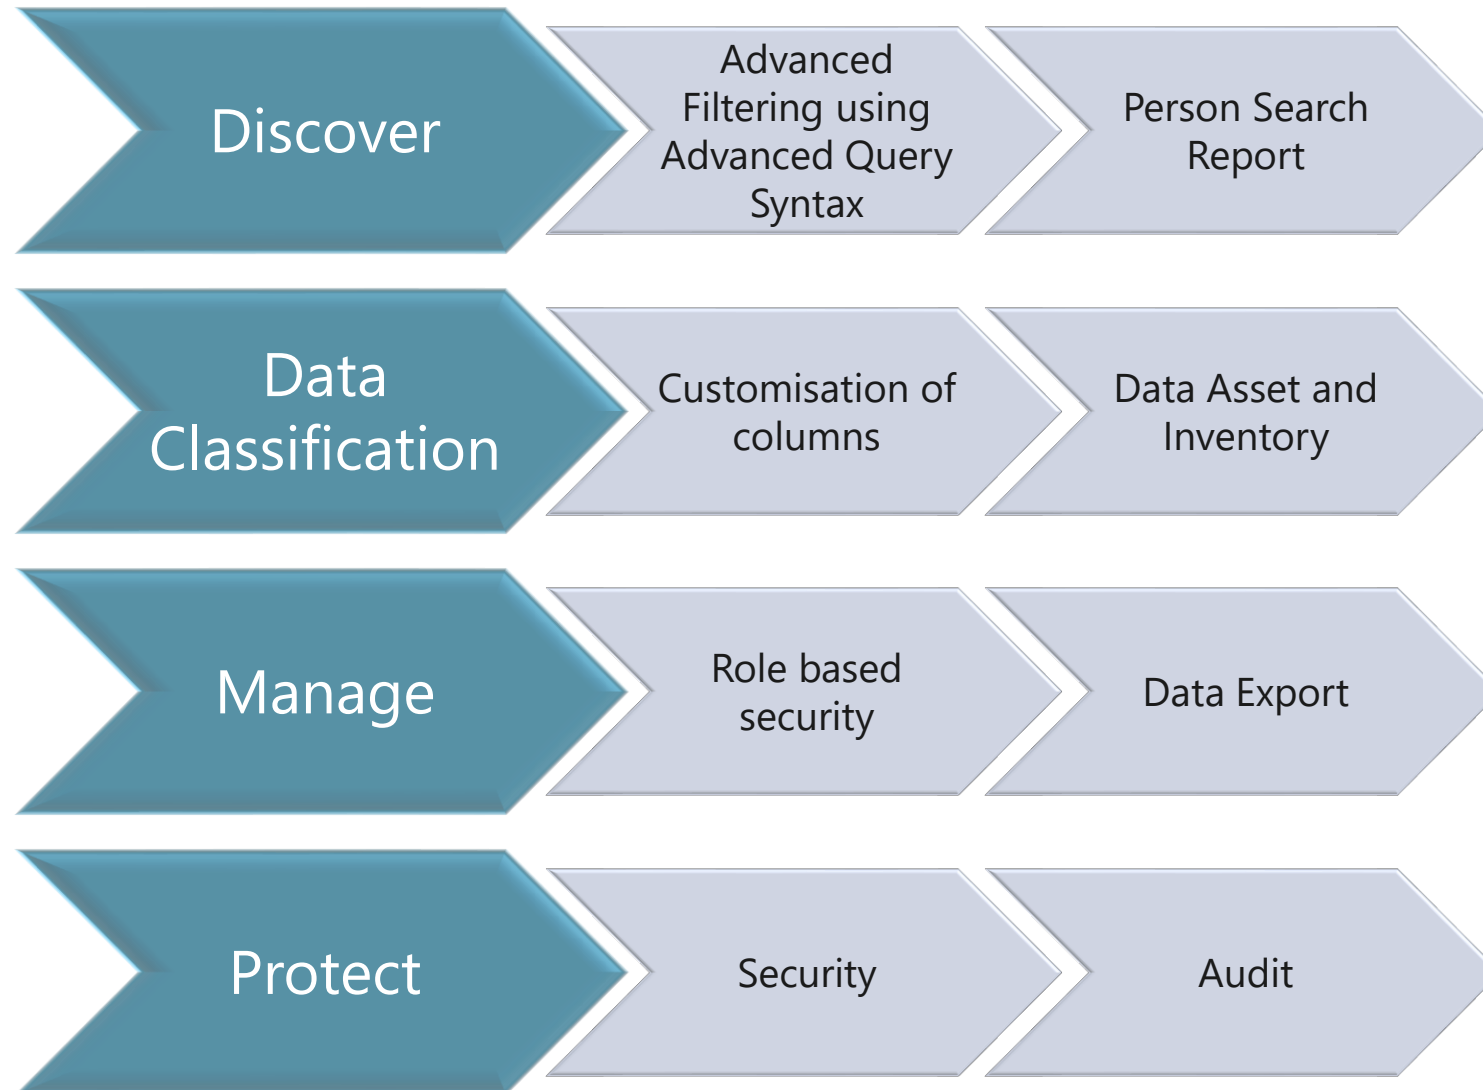 Discover
Advanced
Filtering using
Advanced Query
Syntax
Person Search
Report
Data
Classification
Customisation of
columns
Data Asset and
Inventory
Manage
Role based
security
Data Export
Protect
Security
Audit